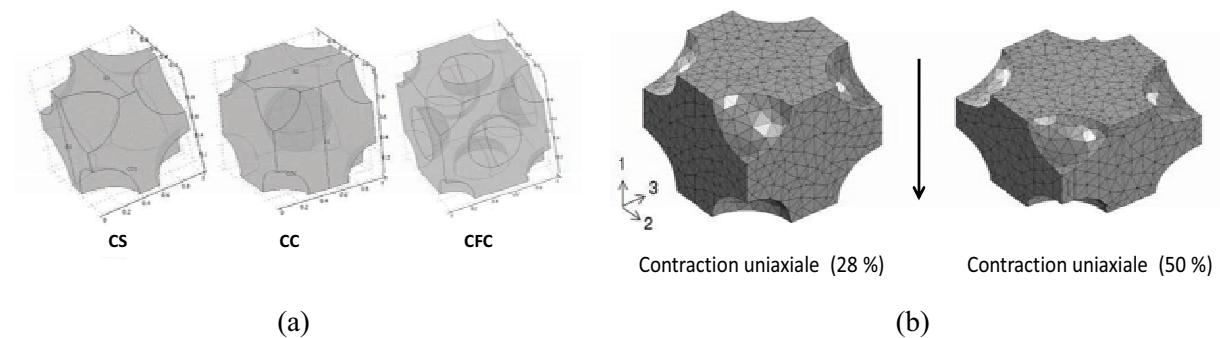 CS
CC
CFC
1
3
2
Contraction uniaxiale (28 %)
Contraction uniaxiale (50 %)
(a)
(b)